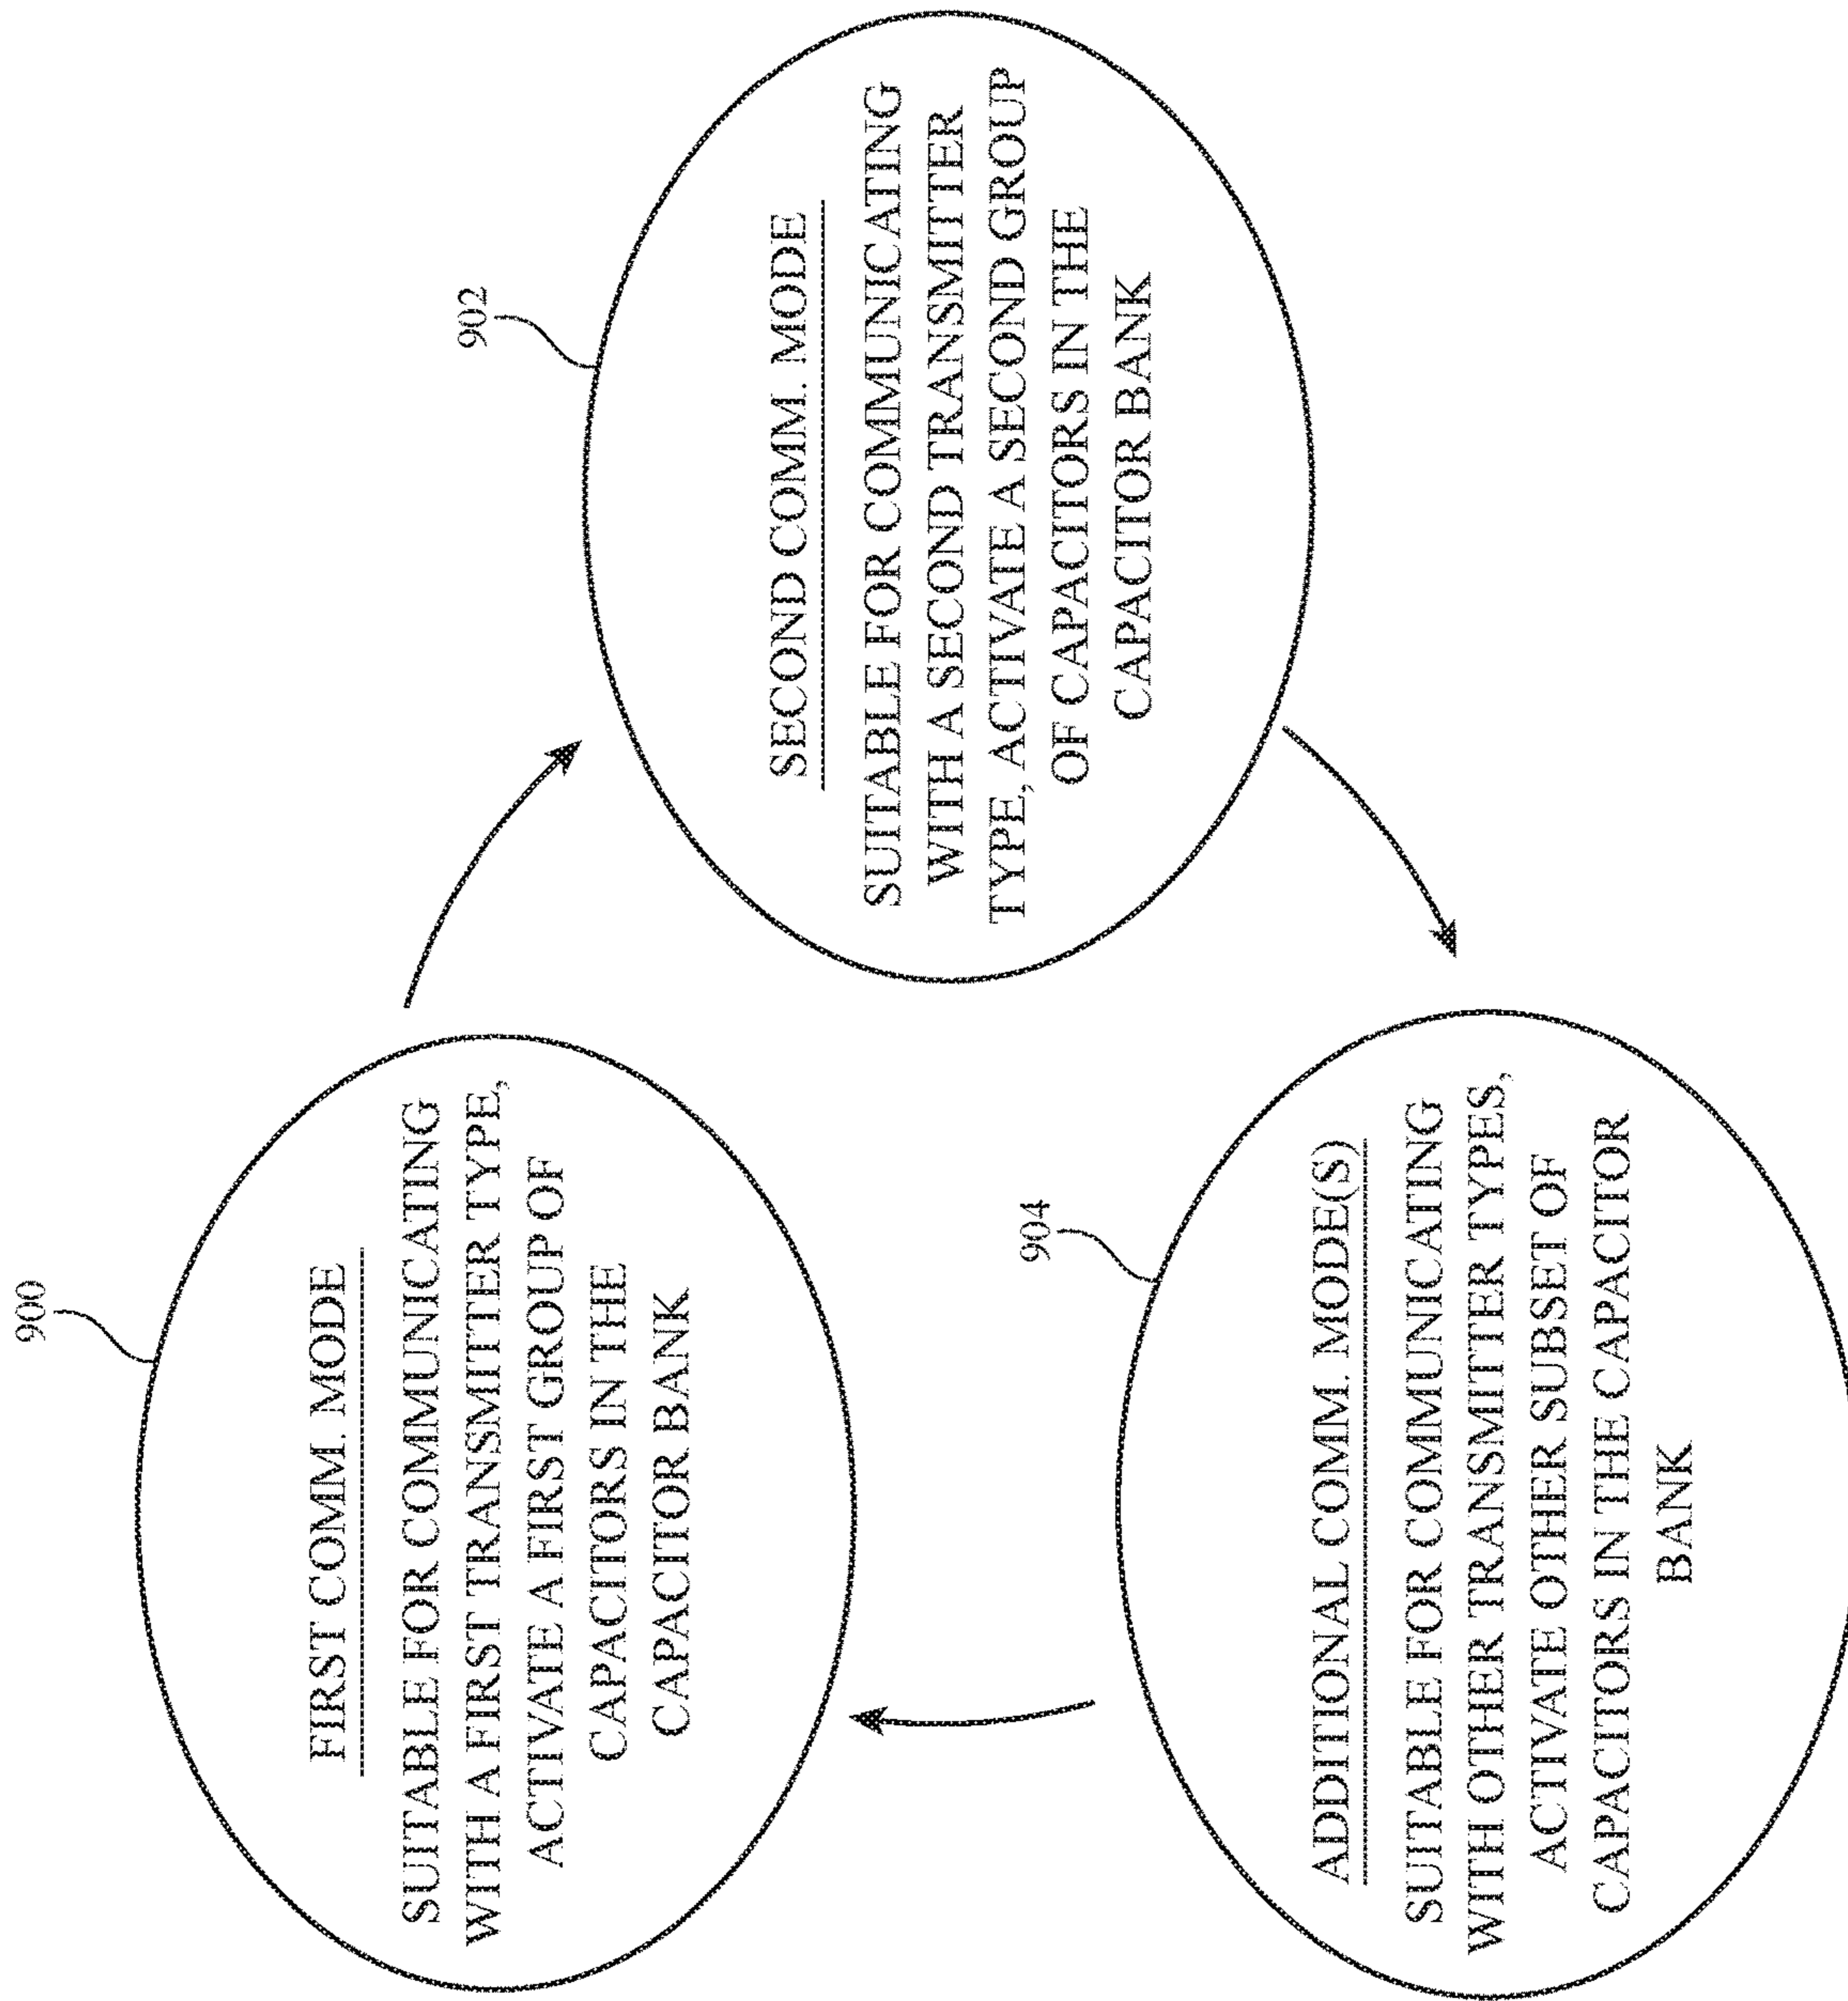 900
FIRST COMM. MODE
SUITABLE FOR COMMUNICATING
WITH A FIRST TRANSMITTER TYPE,
ACTIVATE A FIRST GROUP OF
CAPACITORS IN THE
CAPACITOR BANK
902
SECOND COMM. MODE
SUITABLE FOR COMMUNICATING
WITH A SECOND TRANSMITTER
TYPE, ACTIVATE A SECOND GROUP
OF CAPACITORS IN THE
CAPACITOR BANK
904
ADDITIONAL COMM. MODE(S)
SUITABLE FOR COMMUNICATING
WITH OTHER TRANSMITTER TYPES,
ACTIVATE OTHER SUBSET OF
CAPACITORS IN THE CAPACITOR
BANK